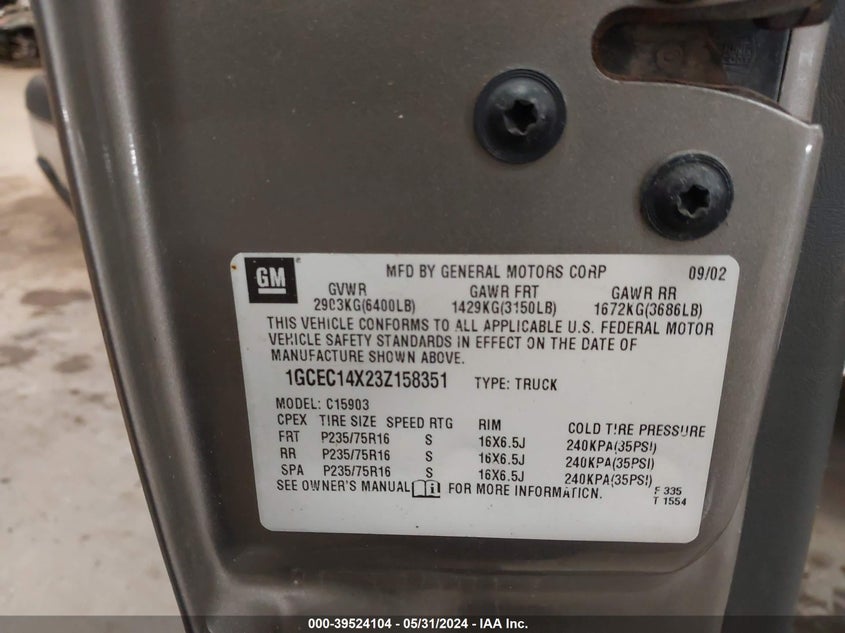 GM ®
MFD BY GENERAL MOTORS CORP 09/02
GVWR GAWR FRT GAWR RR
2903KG(6400LB) 1429KG(3150LB) 1672KG(3686LB)
THIS VEHICLE CONFORMS TO ALL APPLICABLE U.S. FEDERAL MOTOR
VEHICLE SAFETY STANDARDS IN EFFECT ON THE DATE OF
MANUFACTURE SHOWN ABOVE.
1GCEC14X23Z158351 TYPE: TRUCK
MODEL: C15903
CPEX TIRE SIZE SPEED RTG RIM COLD TIRE PRESSURE
FRT P235/75R16 S 16X6.5J 240KPA(35PSI)
RR P235/75R16 S 16X6.5J 240KPA(35PSI)
SPA P235/75R16 S 16X6.5J 240KPA(35PSI)
SEE OWNER'S MANUAL FOR MORE INFORMATION.
F 335
T 1554
000-39524104 - 05/31/2024 - IAA Inc.